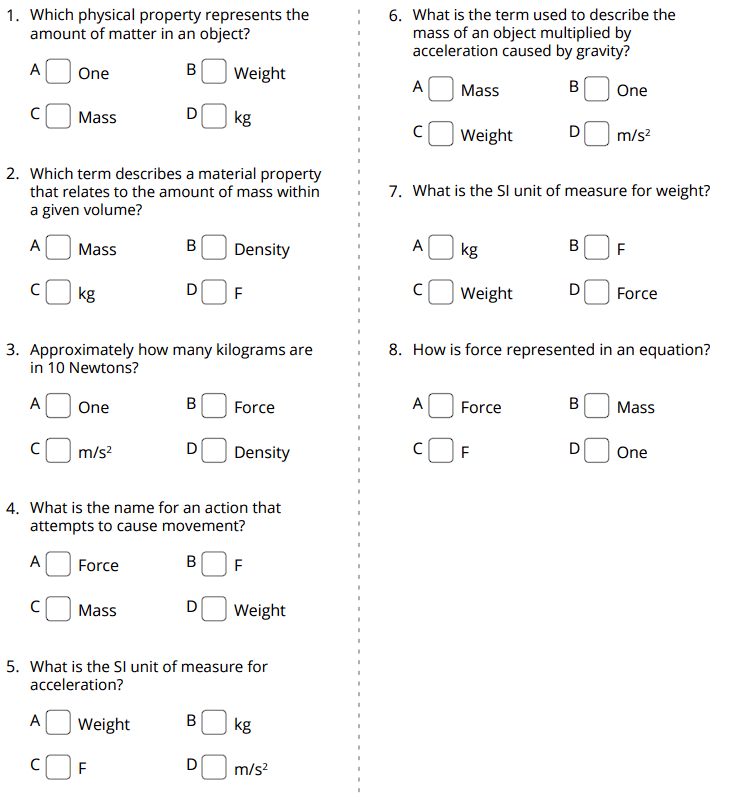 1. Which physical property represents the
amount of matter in an object?
A One B Weight
C Mass D kg
2. Which term describes a material property
that relates to the amount of mass within
a given volume?
A Mass B Density
C kg D F
3. Approximately how many kilograms are
in 10 Newtons?
A One B Force
C m/s² D Density
4. What is the name for an action that
attempts to cause movement?
A Force B F
C Mass D Weight
5. What is the SI unit of measure for
acceleration?
A Weight B kg
C F D m/s²
6. What is the term used to describe the
mass of an object multiplied by
acceleration caused by gravity?
A Mass B One
C Weight D m/s²
7. What is the SI unit of measure for weight?
A kg B F
C Weight D Force
8. How is force represented in an equation?
A Force B Mass
C F D One